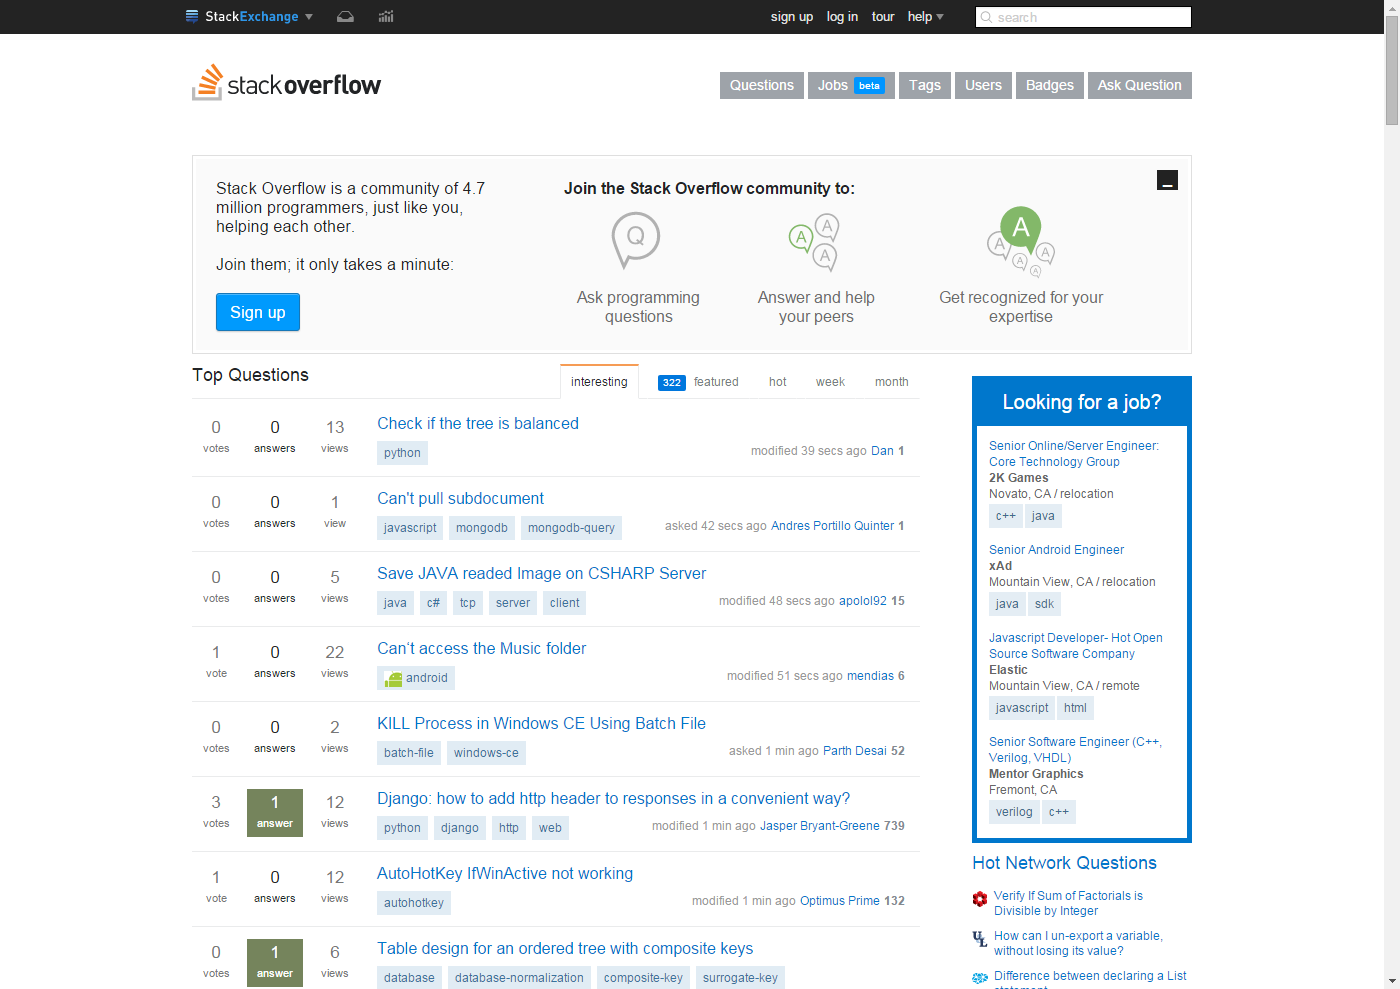 StackExchange
sign up log in tour help
search
stackoverflow
Questions Jobs beta Tags Users Badges Ask Question
Stack Overflow is a community of 4.7
million programmers, just like you,
helping each other.
Join them; it only takes a minute:
Sign up
Join the Stack Overflow community to:
Q
Ask programming
questions
A A A
Answer and help
your peers
A A A A A
Get recognized for your
expertise
Top Questions
interesting 322 featured hot week month
0 votes 0 answers 13 views
Check if the tree is balanced
python
modified 39 secs ago Dan 1
0 votes 0 answers 1 view
Can't pull subdocument
javascript mongodb mongodb-query
asked 42 secs ago Andres Portillo Quinter 1
0 votes 0 answers 5 views
Save JAVA readed Image on CSHARP Server
java c# tcp server client
modified 48 secs ago apolol92 15
1 vote 0 answers 22 views
Can‘t access the Music folder
android
modified 51 secs ago mendias 6
0 votes 0 answers 2 views
KILL Process in Windows CE Using Batch File
batch-file windows-ce
asked 1 min ago Parth Desai 52
3 votes 1 answer 12 views
Django: how to add http header to responses in a convenient way?
python django http web
modified 1 min ago Jasper Bryant-Greene 739
1 vote 0 answers 12 views
AutoHotKey IfWinActive not working
autohotkey
modified 1 min ago Optimus Prime 132
0 votes 1 answer 6 views
Table design for an ordered tree with composite keys
database database-normalization composite-key surrogate-key
Looking for a job?
Senior Online/Server Engineer:
Core Technology Group
2K Games
Novato, CA / relocation
c++ java
Senior Android Engineer
xAd
Mountain View, CA / relocation
java sdk
Javascript Developer- Hot Open
Source Software Company
Elastic
Mountain View, CA / remote
javascript html
Senior Software Engineer (C++,
Verilog, VHDL)
Mentor Graphics
Fremont, CA
verilog c++
Hot Network Questions
Verify If Sum of Factorials is
Divisible by Integer
UL
How can I un-export a variable,
without losing its value?
Difference between declaring a List